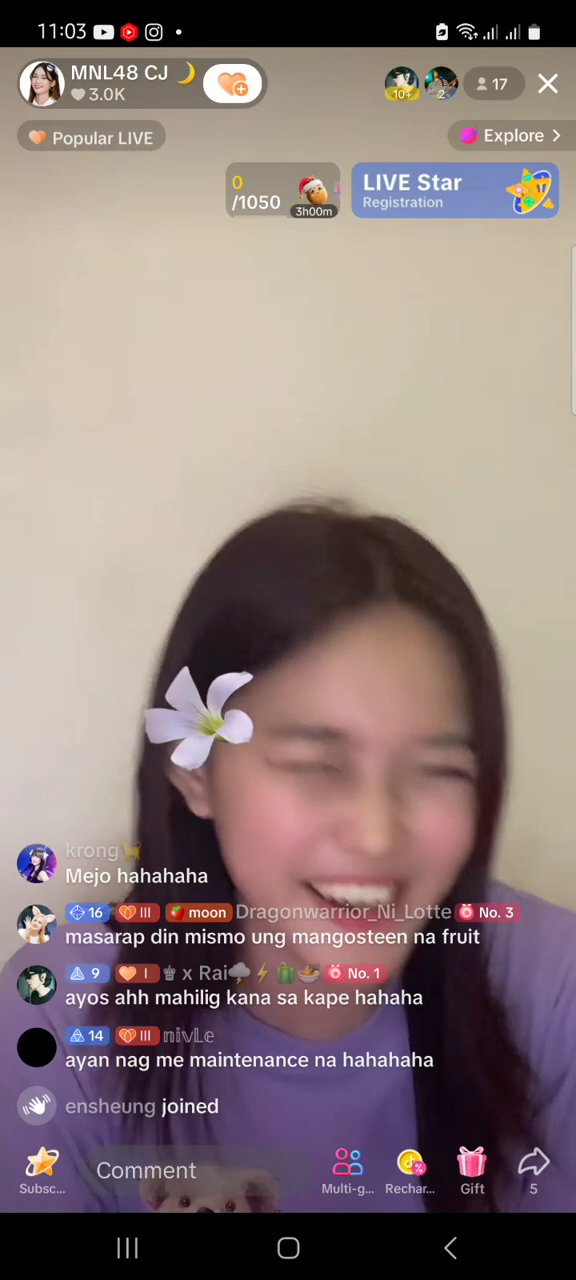 11:03
MNL48 CJ 🌙
3.0K
10+
2
17
Popular LIVE
Explore >
0
/1050
3h00m
LIVE Star
Registration
krong🐈
Mejo hahahaha
16 III moon Dragonwarrior_Ni_Lotte No. 3
masarap din mismo ung mangosteen na fruit
9 I ♕ x Rai🌩️⚡🛍️🍜 No. 1
ayos ahh mahilig kana sa kape hahaha
14 III 𝕟𝕚𝕧𝕃𝕖
ayan nag me maintenance na hahahaha
ensheung joined
Subsc...
Comment
Multi-g...
Rechar...
Gift
5